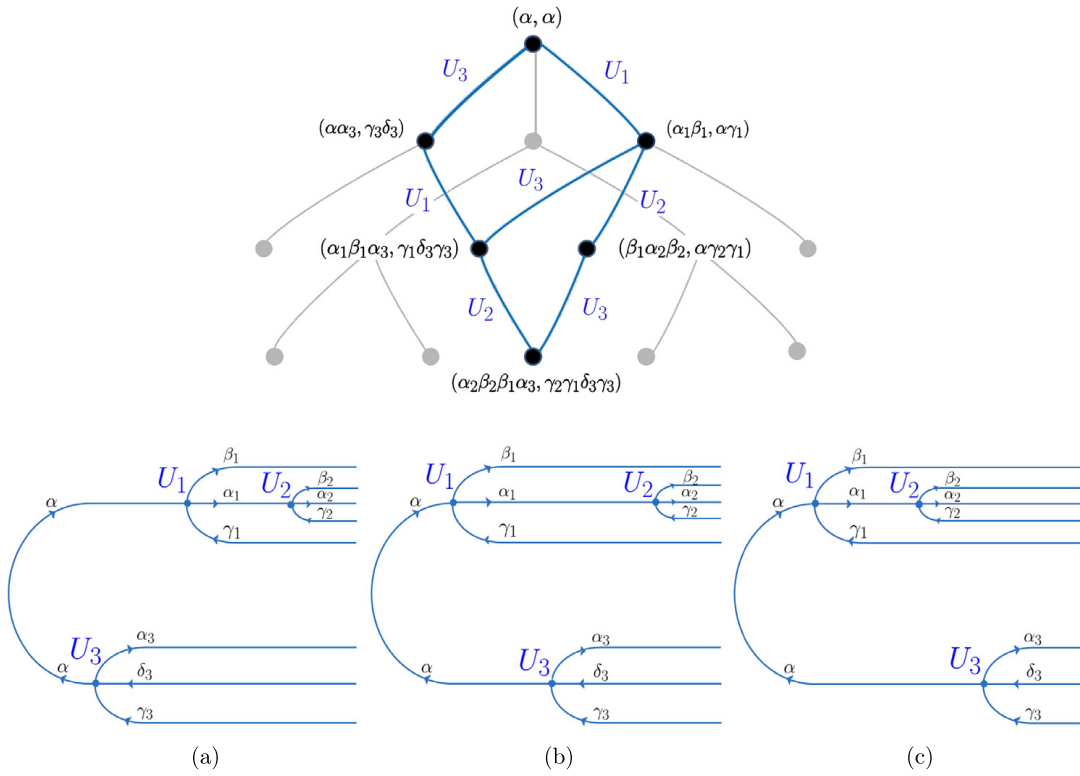 (α, α)
U₃
U₁
(αα₃, γ₃δ₃)
(α₁β₁, αγ₁)
U₃
U₁
U₂
(α₁β₁α₃, γ₁δ₃γ₃)
(β₁α₂β₂, αγ₂γ₁)
U₂
U₃
(α₂β₂β₁α₃, γ₂γ₁δ₃γ₃)
β₁
U₁
α₁
U₂
β₂
α₂
γ₂
α
γ₁
α₃
U₃
α
δ₃
γ₃
β₁
U₁
α₁
U₂
β₂
α₂
γ₂
α
γ₁
α₃
U₃
α
δ₃
γ₃
β₁
U₁
α₁
U₂
β₂
α₂
γ₂
α
γ₁
α₃
U₃
α
δ₃
γ₃
(a)
(b)
(c)